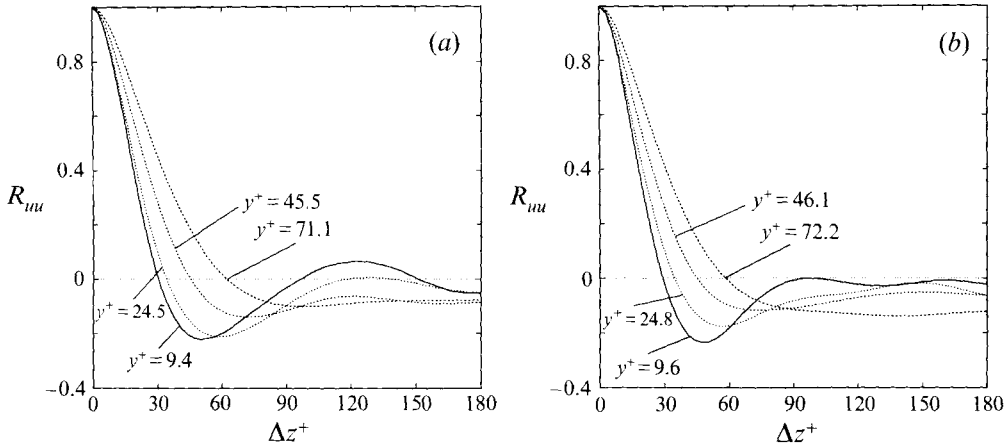 (a)
0.8
0.4
R_uu
0
−0.4
y⁺ = 45.5
y⁺ = 71.1
y⁺ = 24.5
y⁺ = 9.4
0 30 60 90 120 150 180
Δz⁺
(b)
0.8
0.4
R_uu
0
−0.4
y⁺ = 46.1
y⁺ = 72.2
y⁺ = 24.8
y⁺ = 9.6
0 30 60 90 120 150 180
Δz⁺